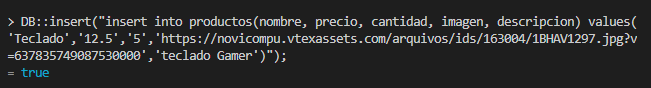 > DB::insert("insert into productos(nombre, precio, cantidad, imagen, descripcion) values(
'Teclado','12.5','5','https://novicompu.vtexassets.com/arquivos/ids/163004/1BHAV1297.jpg?v
=637835749087530000','teclado Gamer')");
= true